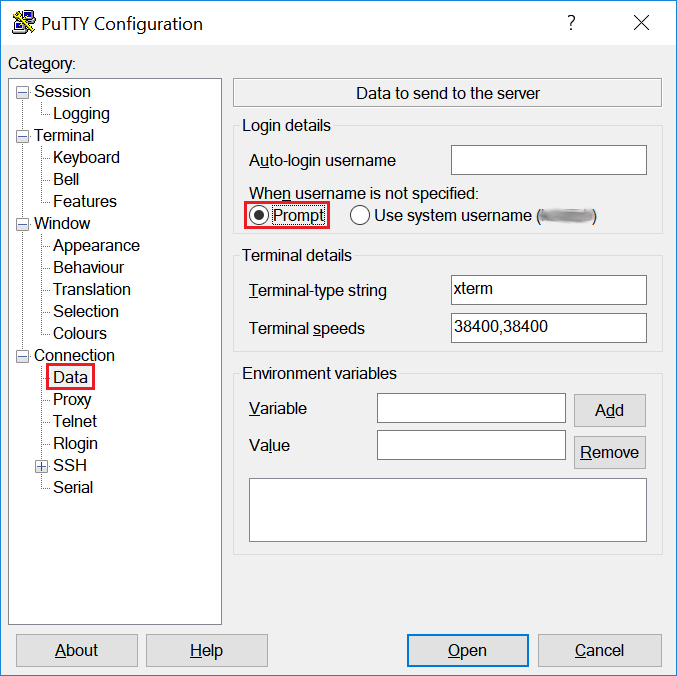 PuTTY Configuration
Category:
Session
Logging
Terminal
Keyboard
Bell
Features
Window
Appearance
Behaviour
Translation
Selection
Colours
Connection
Data
Proxy
Telnet
Rlogin
SSH
Serial
Data to send to the server
Login details
Auto-login username
When username is not specified:
Prompt Use system username ( )
Terminal details
Terminal-type string xterm
Terminal speeds 38400,38400
Environment variables
Variable Add
Value Remove
About Help Open Cancel